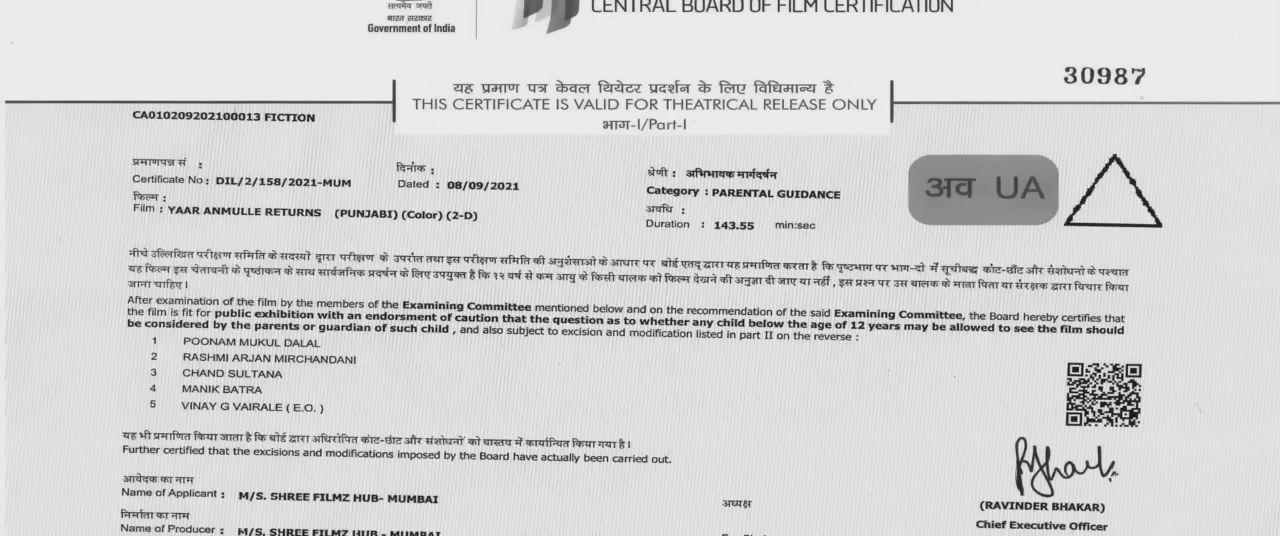 सत्यमेव जयते
भारत सरकार
Government of India
CENTRAL BOARD OF FILM CERTIFICATION
30987
यह प्रमाण पत्र केवल थियेटर प्रदर्शन के लिए विधिमान्य है
THIS CERTIFICATE IS VALID FOR THEATRICAL RELEASE ONLY
भाग-I/Part-I
CA010209202100013 FICTION
प्रमाणपत्र सं :
Certificate No : DIL/2/158/2021-MUM
दिनांक :
Dated : 08/09/2021
श्रेणी : अभिभावक मार्गदर्षन
Category : PARENTAL GUIDANCE
अव UA
फिल्म :
Film : YAAR ANMULLE RETURNS (PUNJABI) (Color) (2-D)
अवधि :
Duration : 143.55 min:sec
नीचे उल्लिखित परीक्षण समिति के सदस्यो द्वारा परीक्षण के उपरांत तथा इस परीक्षण समिति की अनुशंसाओ के आधार पर बोर्ड एतद् द्वारा यह प्रमाणित करता है कि पृष्ठभाग पर भाग-दो में सूचीबद्ध कांट-छाँट और संशोधनो के पश्चात
यह फिल्म इस चेतावनी के पृष्ठांकन के साथ सार्वजनिक प्रदर्षन के लिए उपयुक्त है कि १२ वर्ष से कम आयु के किसी बालक को फिल्म देखने की अनुज्ञा दी जाए या नहीं , इस प्रश्न पर उस बालक के माता पिता या संरक्षक द्वारा विचार किया
जाना चाहिए।
After examination of the film by the members of the Examining Committee mentioned below and on the recommendation of the said Examining Committee, the Board hereby certifies that
the film is fit for public exhibition with an endorsment of caution that the question as to whether any child below the age of 12 years may be allowed to see the film should
be considered by the parents or guardian of such child , and also subject to excision and modification listed in part II on the reverse :
1 POONAM MUKUL DALAL
2 RASHMI ARJAN MIRCHANDANI
3 CHAND SULTANA
4 MANIK BATRA
5 VINAY G VAIRALE ( E.O. )
यह भी प्रमाणित किया जाता है कि बोर्ड द्वारा अधिरोपित कांट-छांट और संशोधनों को वास्तव में कार्यान्वित किया गया है।
Further certified that the excisions and modifications imposed by the Board have actually been carried out.
आवेदक का नाम
Name of Applicant : M/S. SHREE FILMZ HUB- MUMBAI
अध्यक्ष
(RAVINDER BHAKAR)
Chief Executive Officer
निर्माता का नाम
Name of Producer : M/S. SHREE FILMZ HUB - MUMBAI